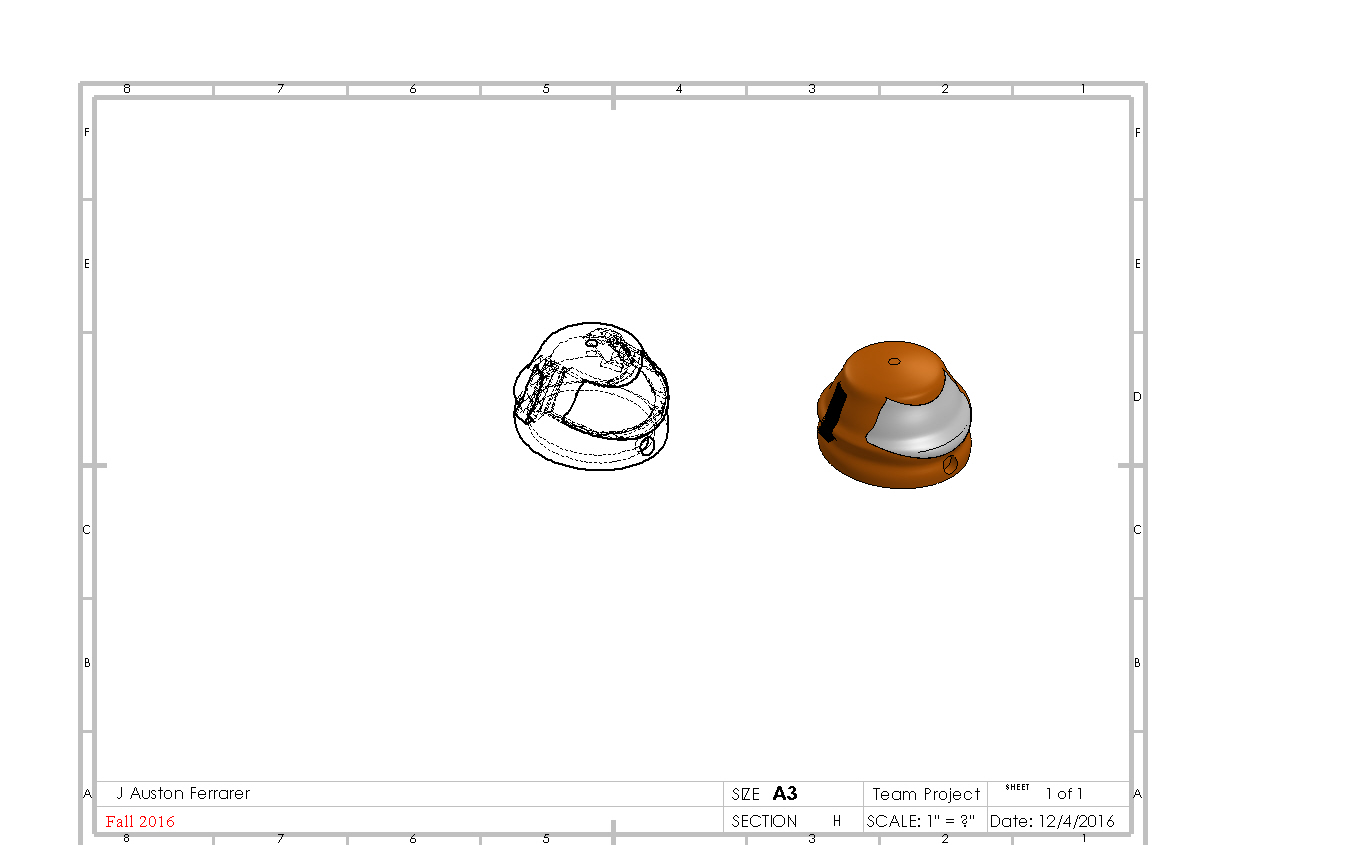 8 7 6 5 4 3 2 1
F F
E E
D D
C C
B B
A A
J Auston Ferrarer
SIZE A3
Team Project
SHEET 1 of 1
Fall 2016
SECTION H
SCALE: 1" = ?"
Date: 12/4/2016
8 7 6 5 4 3 2 1